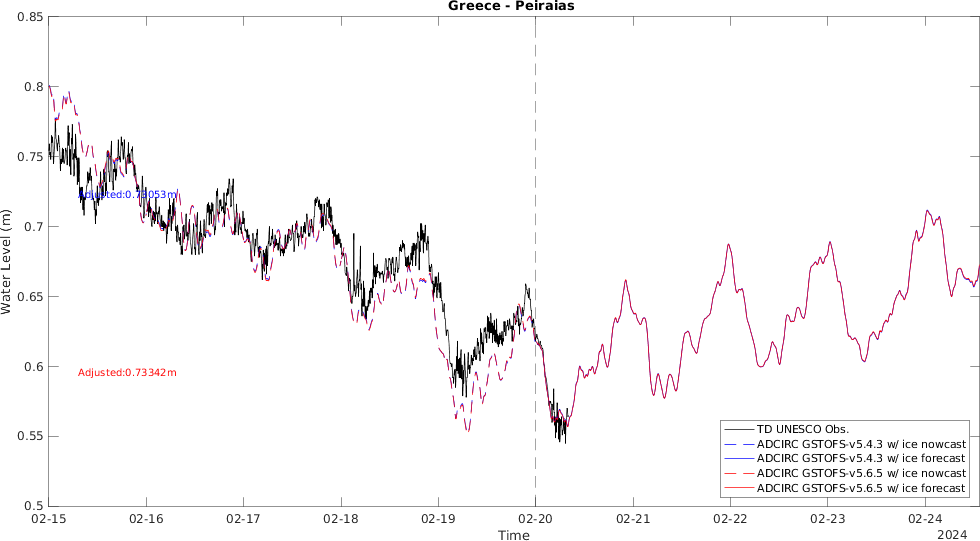 Greece - Peiraias
0.85
0.8
0.75
0.7
0.65
0.6
0.55
0.5
Water Level (m)
Adjusted:0.73053m
Adjusted:0.73342m
TD UNESCO Obs.
ADCIRC GSTOFS-v5.4.3 w/ ice nowcast
ADCIRC GSTOFS-v5.4.3 w/ ice forecast
ADCIRC GSTOFS-v5.6.5 w/ ice nowcast
ADCIRC GSTOFS-v5.6.5 w/ ice forecast
02-15 02-16 02-17 02-18 02-19 02-20 02-21 02-22 02-23 02-24
Time
2024